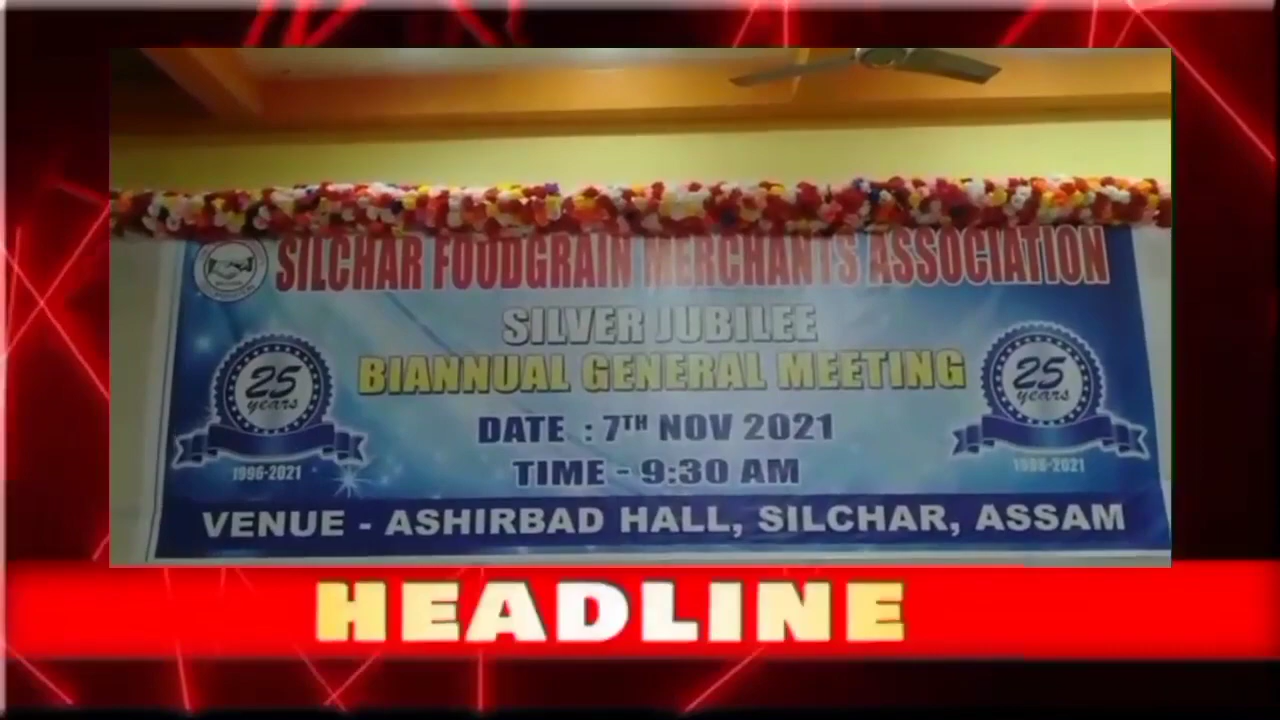 SILCHAR FOODGRAIN MERCHANTS ASSOCIATION
SILVER JUBILEE
BIANNUAL GENERAL MEETING
25
years
1996-2021
25
years
1996-2021
DATE : 7TH NOV 2021
TIME - 9:30 AM
VENUE - ASHIRBAD HALL, SILCHAR, ASSAM
HEADLINE